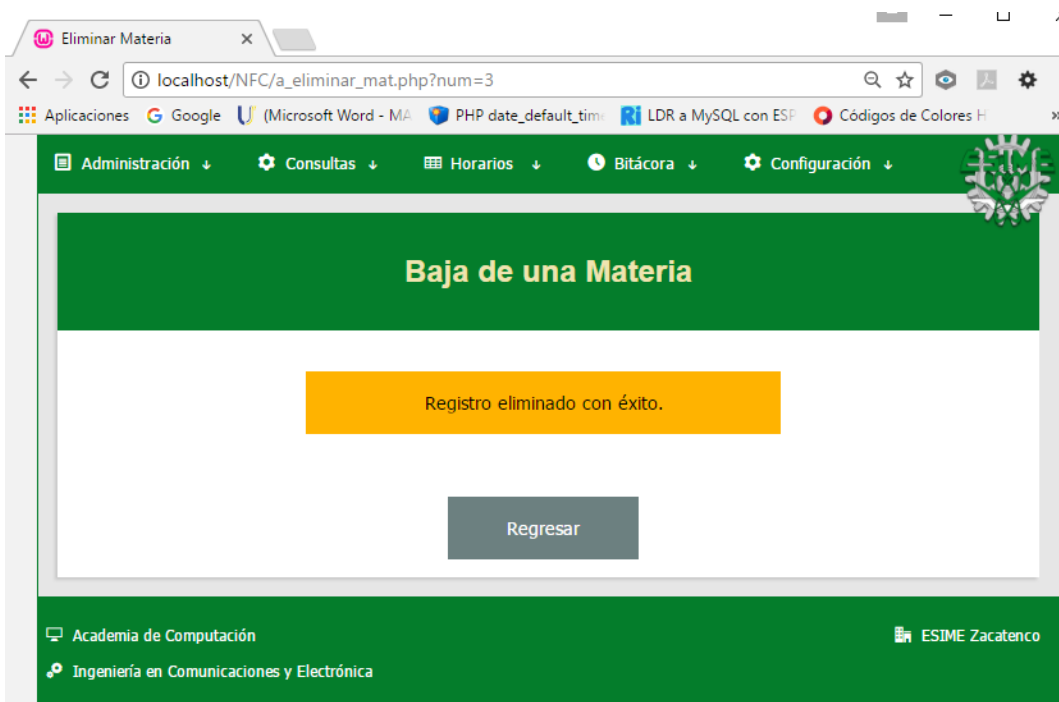 Eliminar Materia
localhost/NFC/a_eliminar_mat.php?num=3
Aplicaciones Google (Microsoft Word - MA PHP date_default_time LDR a MySQL con ESP Códigos de Colores H
Administración Consultas Horarios Bitácora Configuración
ESIME
Baja de una Materia
Registro eliminado con éxito.
Regresar
Academia de Computación ESIME Zacatenco
Ingeniería en Comunicaciones y Electrónica